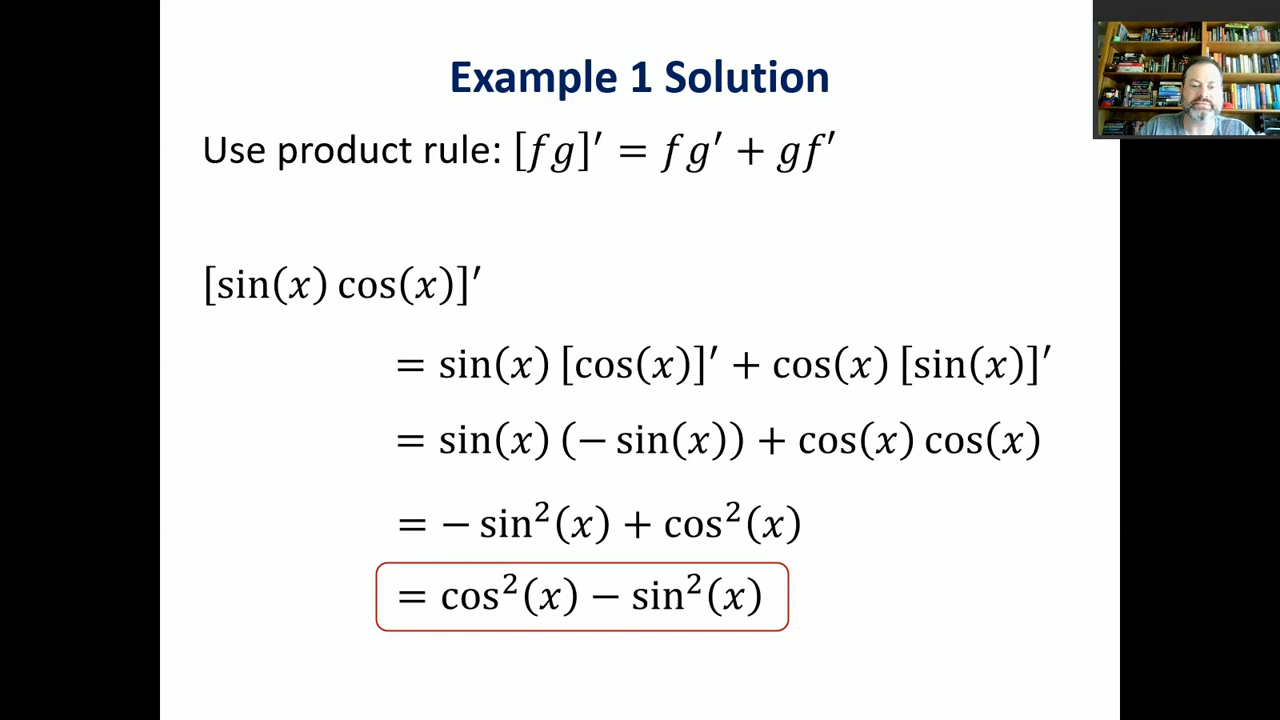 Example 1 Solution
Use product rule: [fg]′ = fg′ + gf′
[sin(x) cos(x)]′
= sin(x) [cos(x)]′ + cos(x) [sin(x)]′
= sin(x) (− sin(x)) + cos(x) cos(x)
= − sin²(x) + cos²(x)
= cos²(x) − sin²(x)